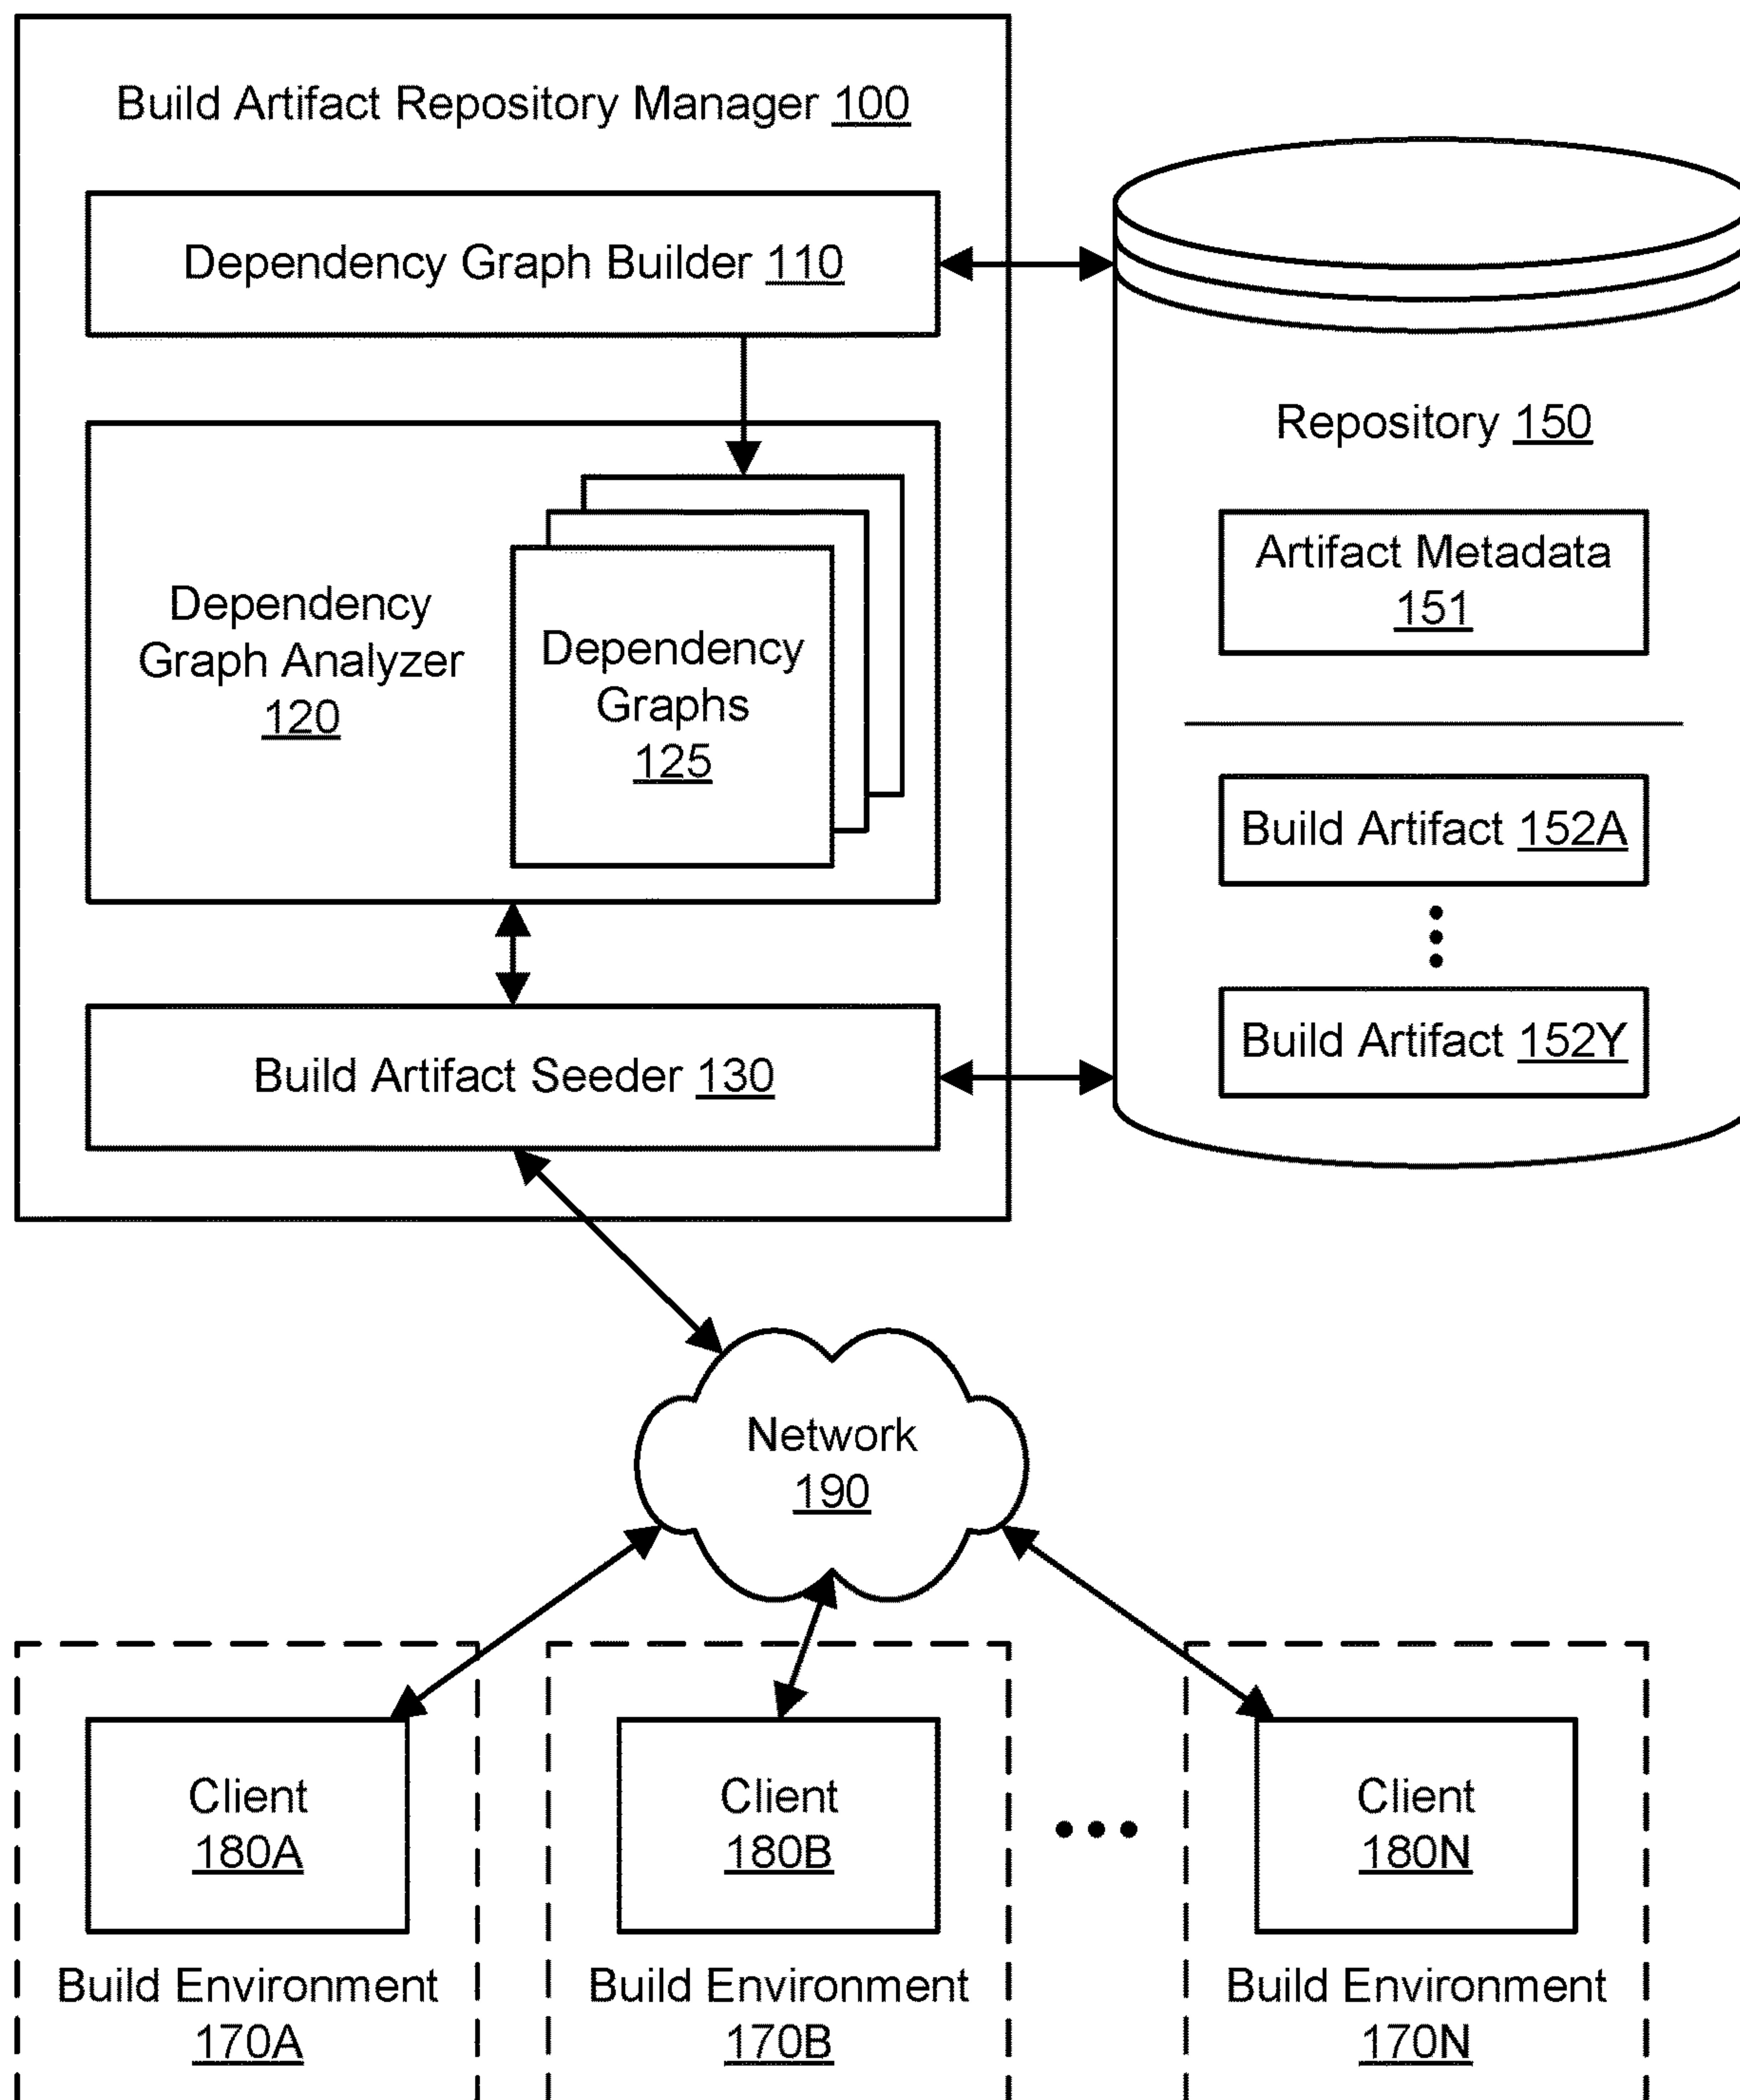 Build Artifact Repository Manager 100
Dependency Graph Builder 110
Dependency
Graph Analyzer
120
Dependency
Graphs
125
Build Artifact Seeder 130
Repository 150
Artifact Metadata
151
Build Artifact 152A
Build Artifact 152Y
Network
190
Client
180A
Build Environment
170A
Client
180B
Build Environment
170B
Client
180N
Build Environment
170N